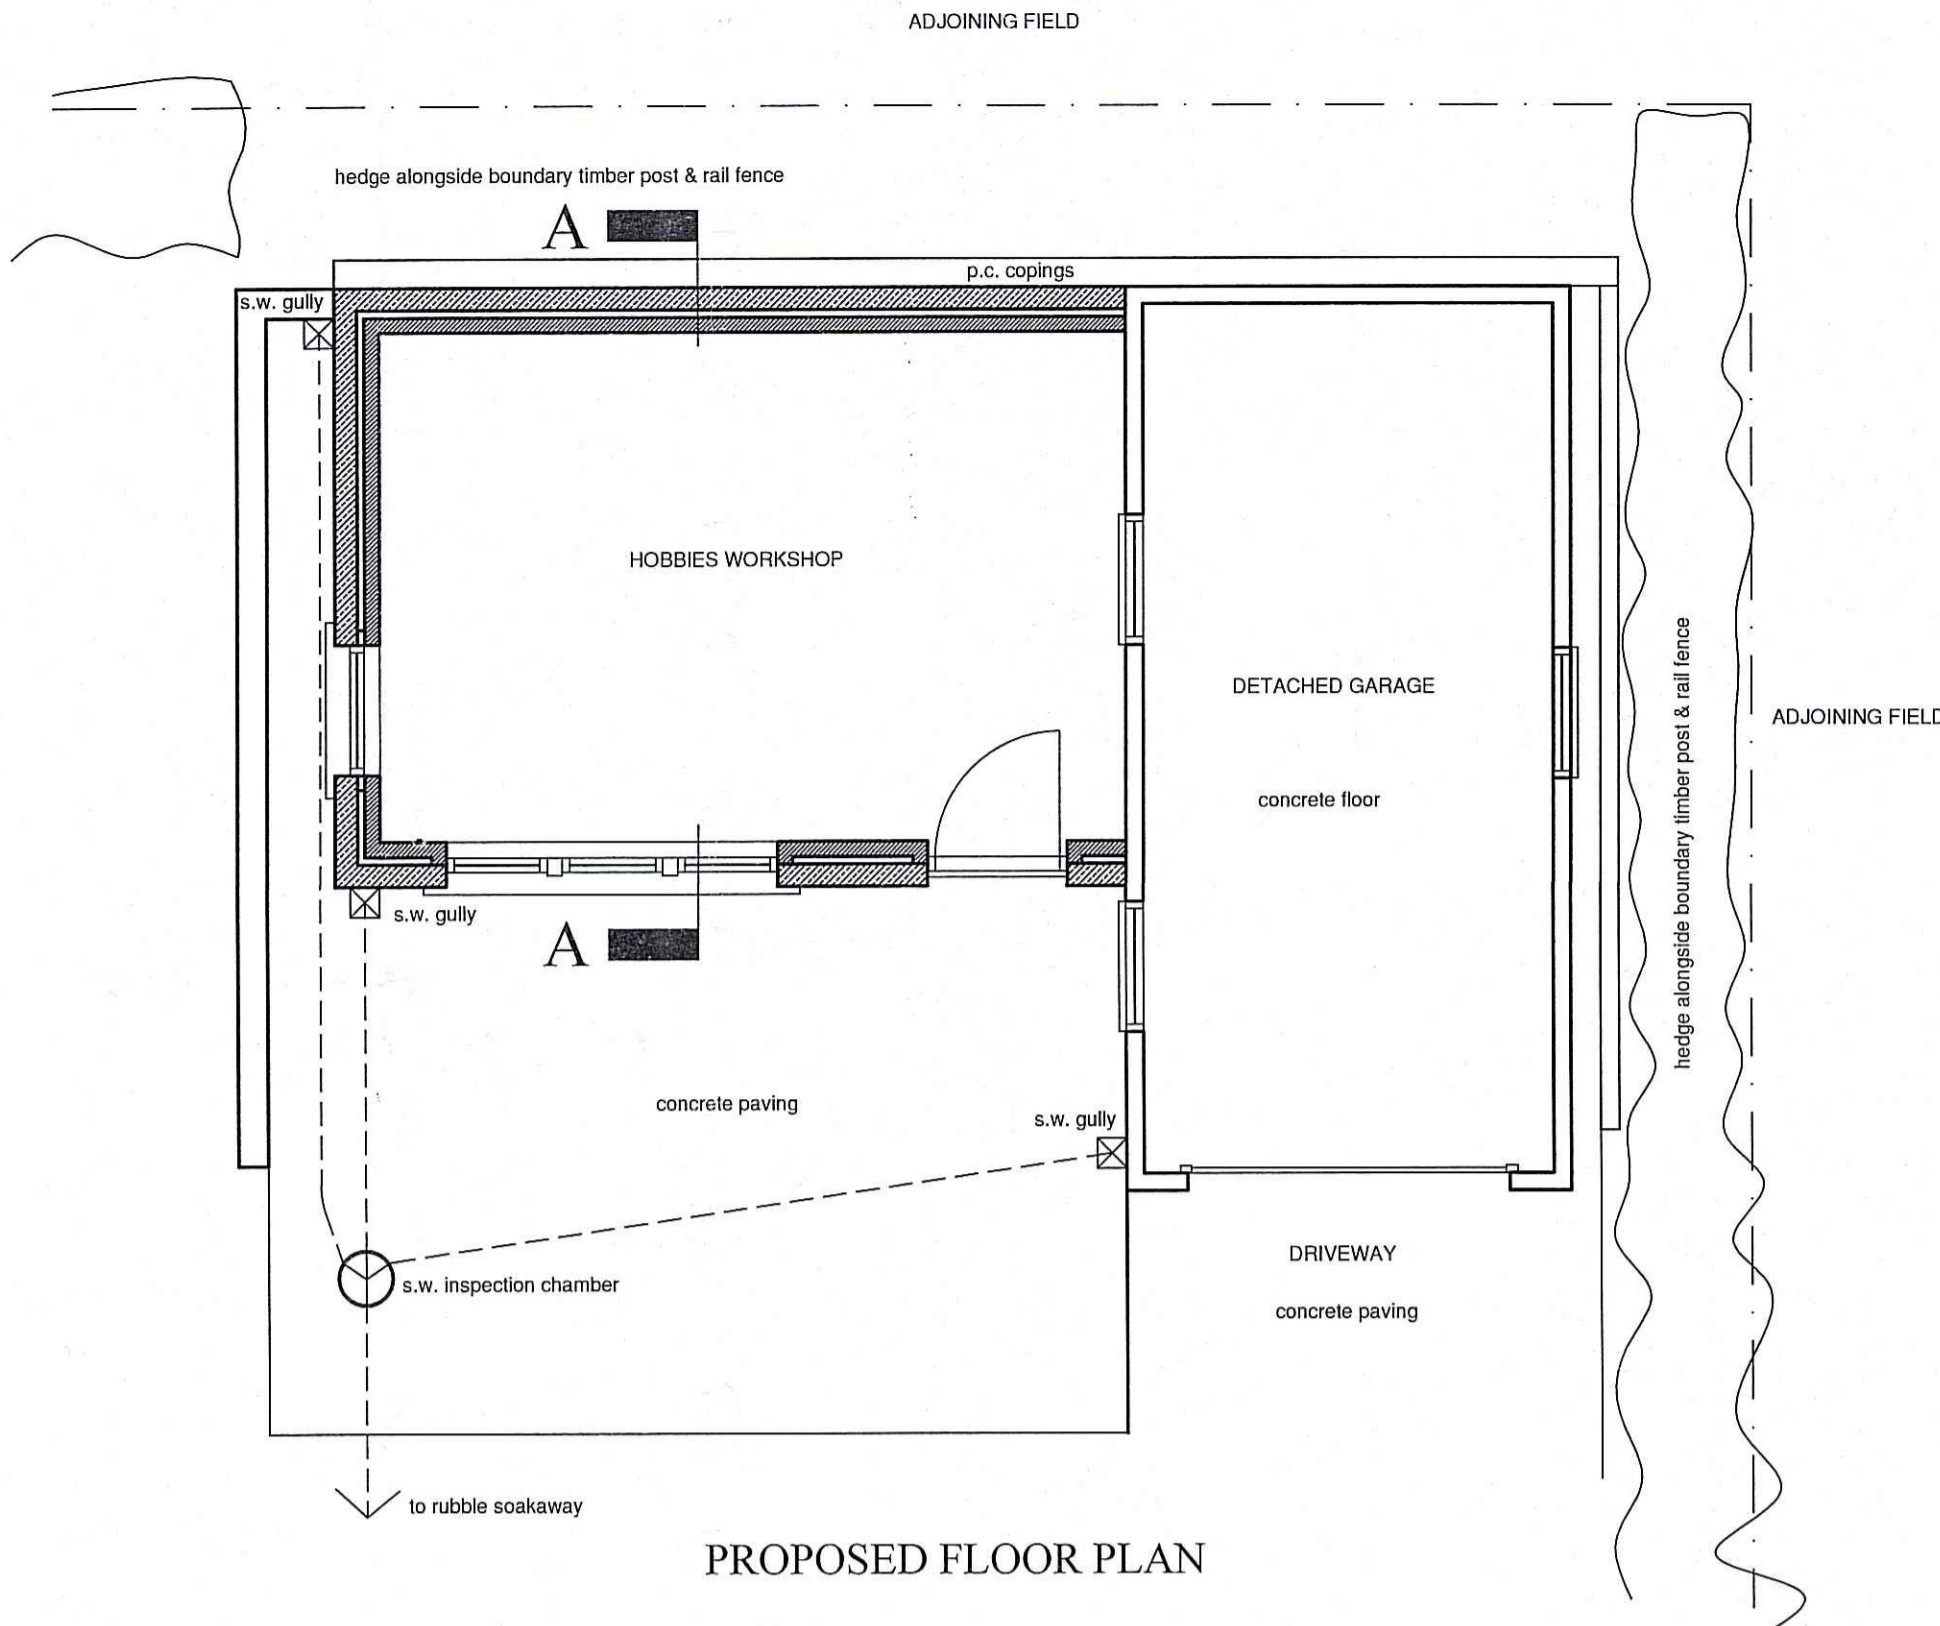 ADJOINING FIELD
hedge alongside boundary timber post & rail fence
A
p.c. copings
s.w. gully
HOBBIES WORKSHOP
DETACHED GARAGE
concrete floor
hedge alongside boundary timber post & rail fence
ADJOINING FIELD
s.w. gully
A
concrete paving
s.w. gully
DRIVEWAY
concrete paving
s.w. inspection chamber
to rubble soakaway
PROPOSED FLOOR PLAN